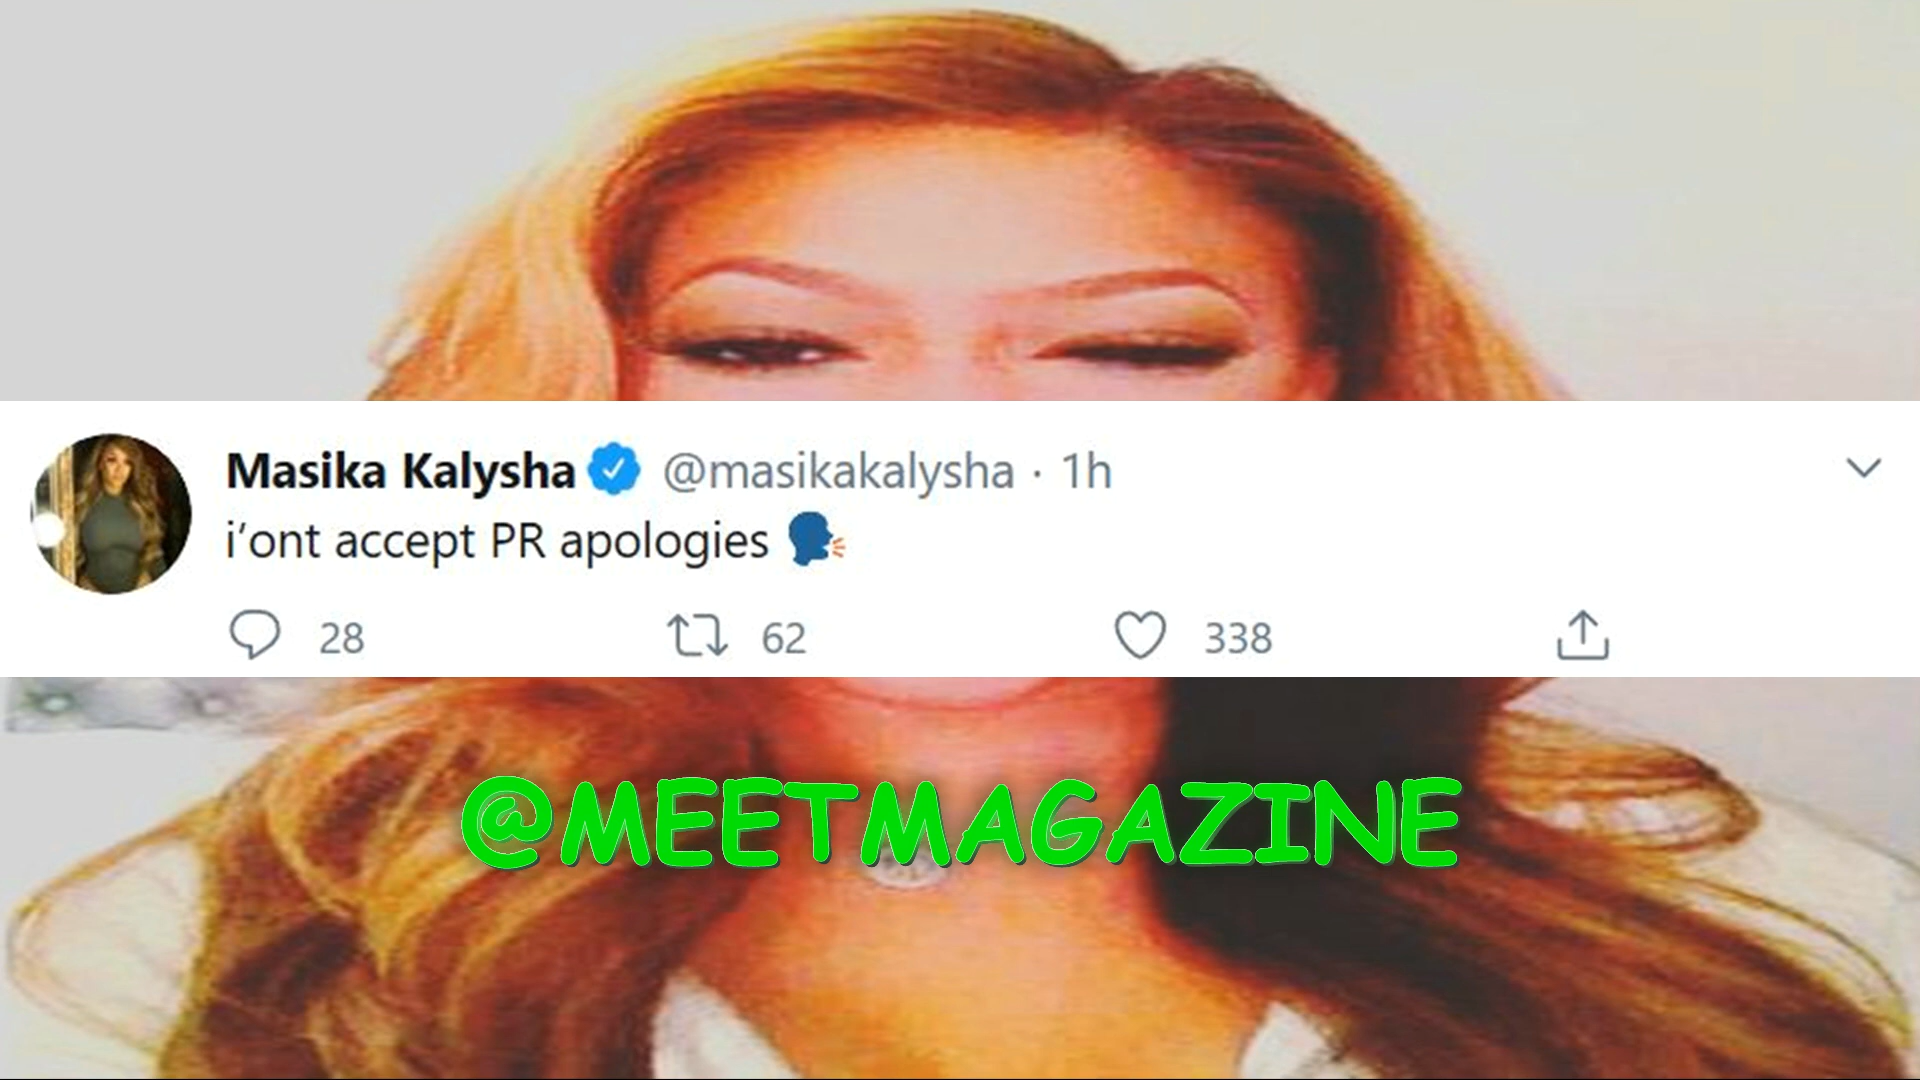 Masika Kalysha @masikakalysha · 1h
i’ont accept PR apologies 🗣
28 62 338
@MEETMAGAZINE